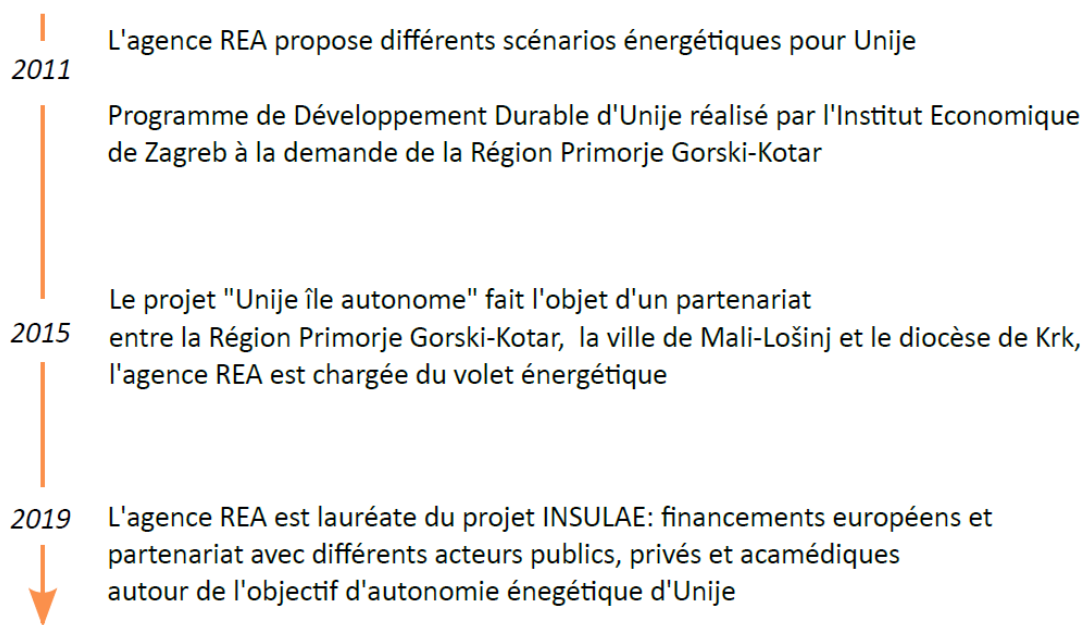 2011
L'agence REA propose différents scénarios énergétiques pour Unije
Programme de Développement Durable d'Unije réalisé par l'Institut Economique
de Zagreb à la demande de la Région Primorje Gorski-Kotar
2015
Le projet "Unije île autonome" fait l'objet d'un partenariat
entre la Région Primorje Gorski-Kotar, la ville de Mali-Lošinj et le diocèse de Krk,
l'agence REA est chargée du volet énergétique
2019
L'agence REA est lauréate du projet INSULAE: financements européens et
partenariat avec différents acteurs publics, privés et acamédiques
autour de l'objectif d'autonomie énegétique d'Unije